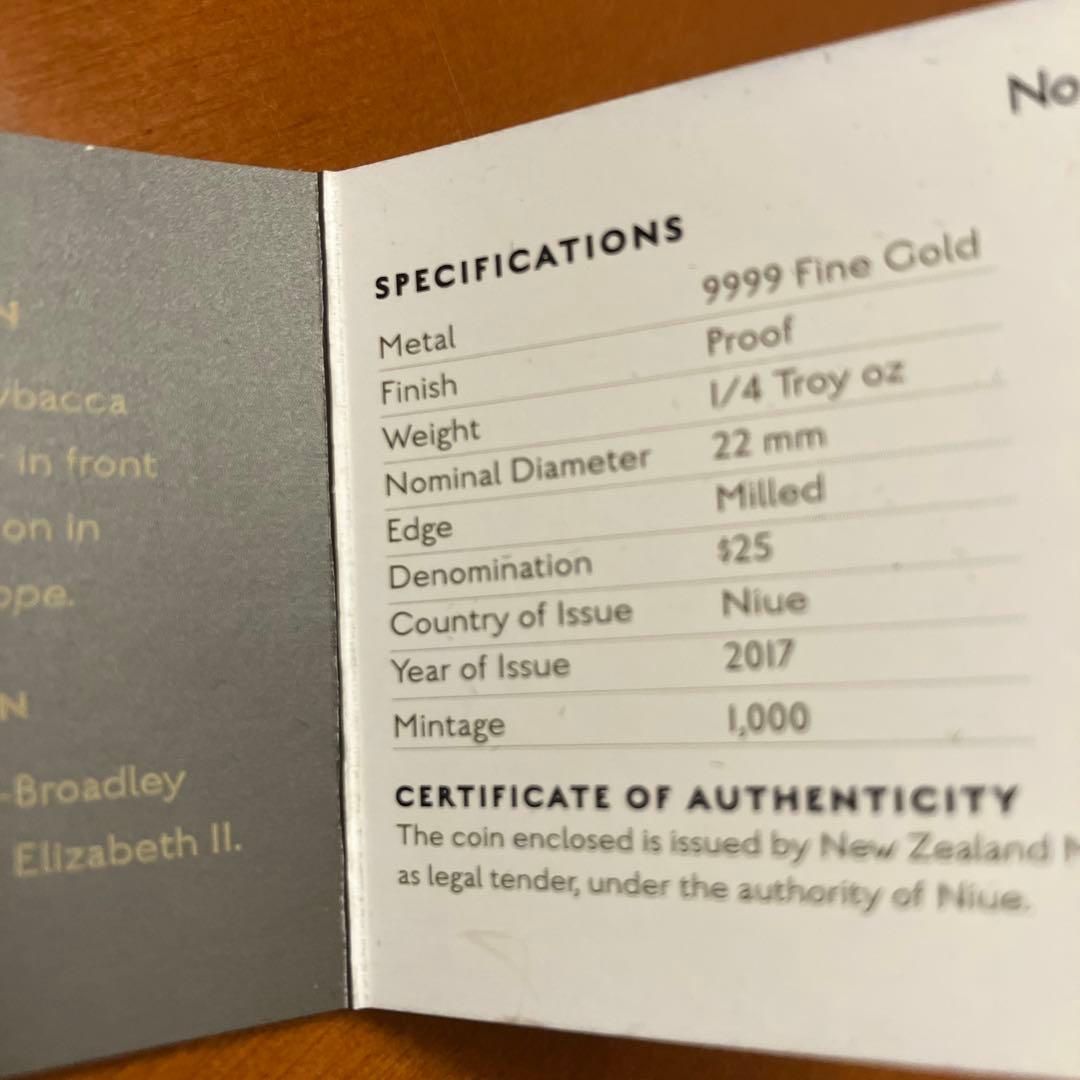 N
ybacca
in front
on in
ope.
N
-Broadley
Elizabeth II.
No
SPECIFICATIONS
Metal 9999 Fine Gold
Finish Proof
Weight 1/4 Troy oz
Nominal Diameter 22 mm
Edge Milled
Denomination $25
Country of Issue Niue
Year of Issue 2017
Mintage 1,000
CERTIFICATE OF AUTHENTICITY
The coin enclosed is issued by New Zealand
as legal tender, under the authority of Niue.